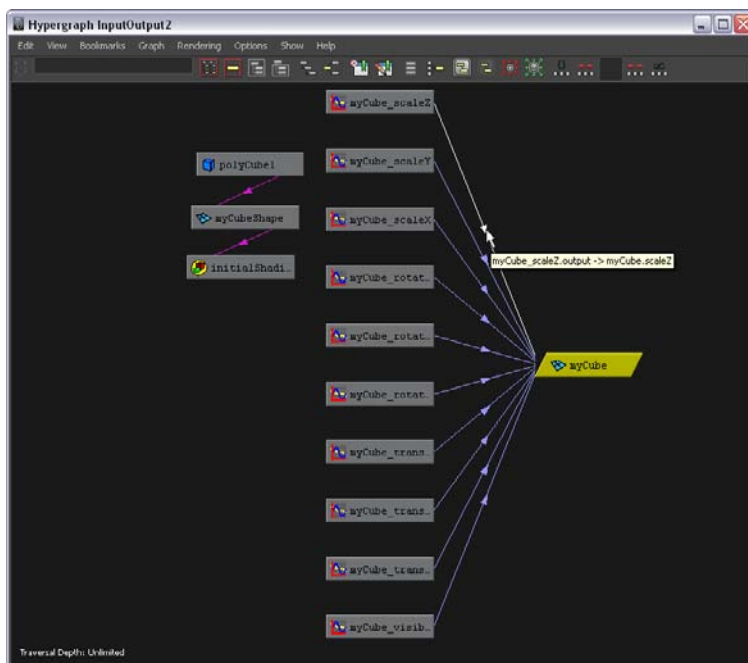 Hypergraph InputOutput2
Edit View Bookmarks Graph Rendering Options Show Help
myCube_scaleZ
polyCube1
myCube_scaleY
myCubeShape
myCube_scaleX
initialShadi..
myCube_scaleZ.output -> myCube.scaleZ
myCube_rotat..
myCube_rotat..
myCube
myCube_rotat..
myCube_trans..
myCube_trans..
myCube_trans..
myCube_visib..
Traversal Depth: Unlimited